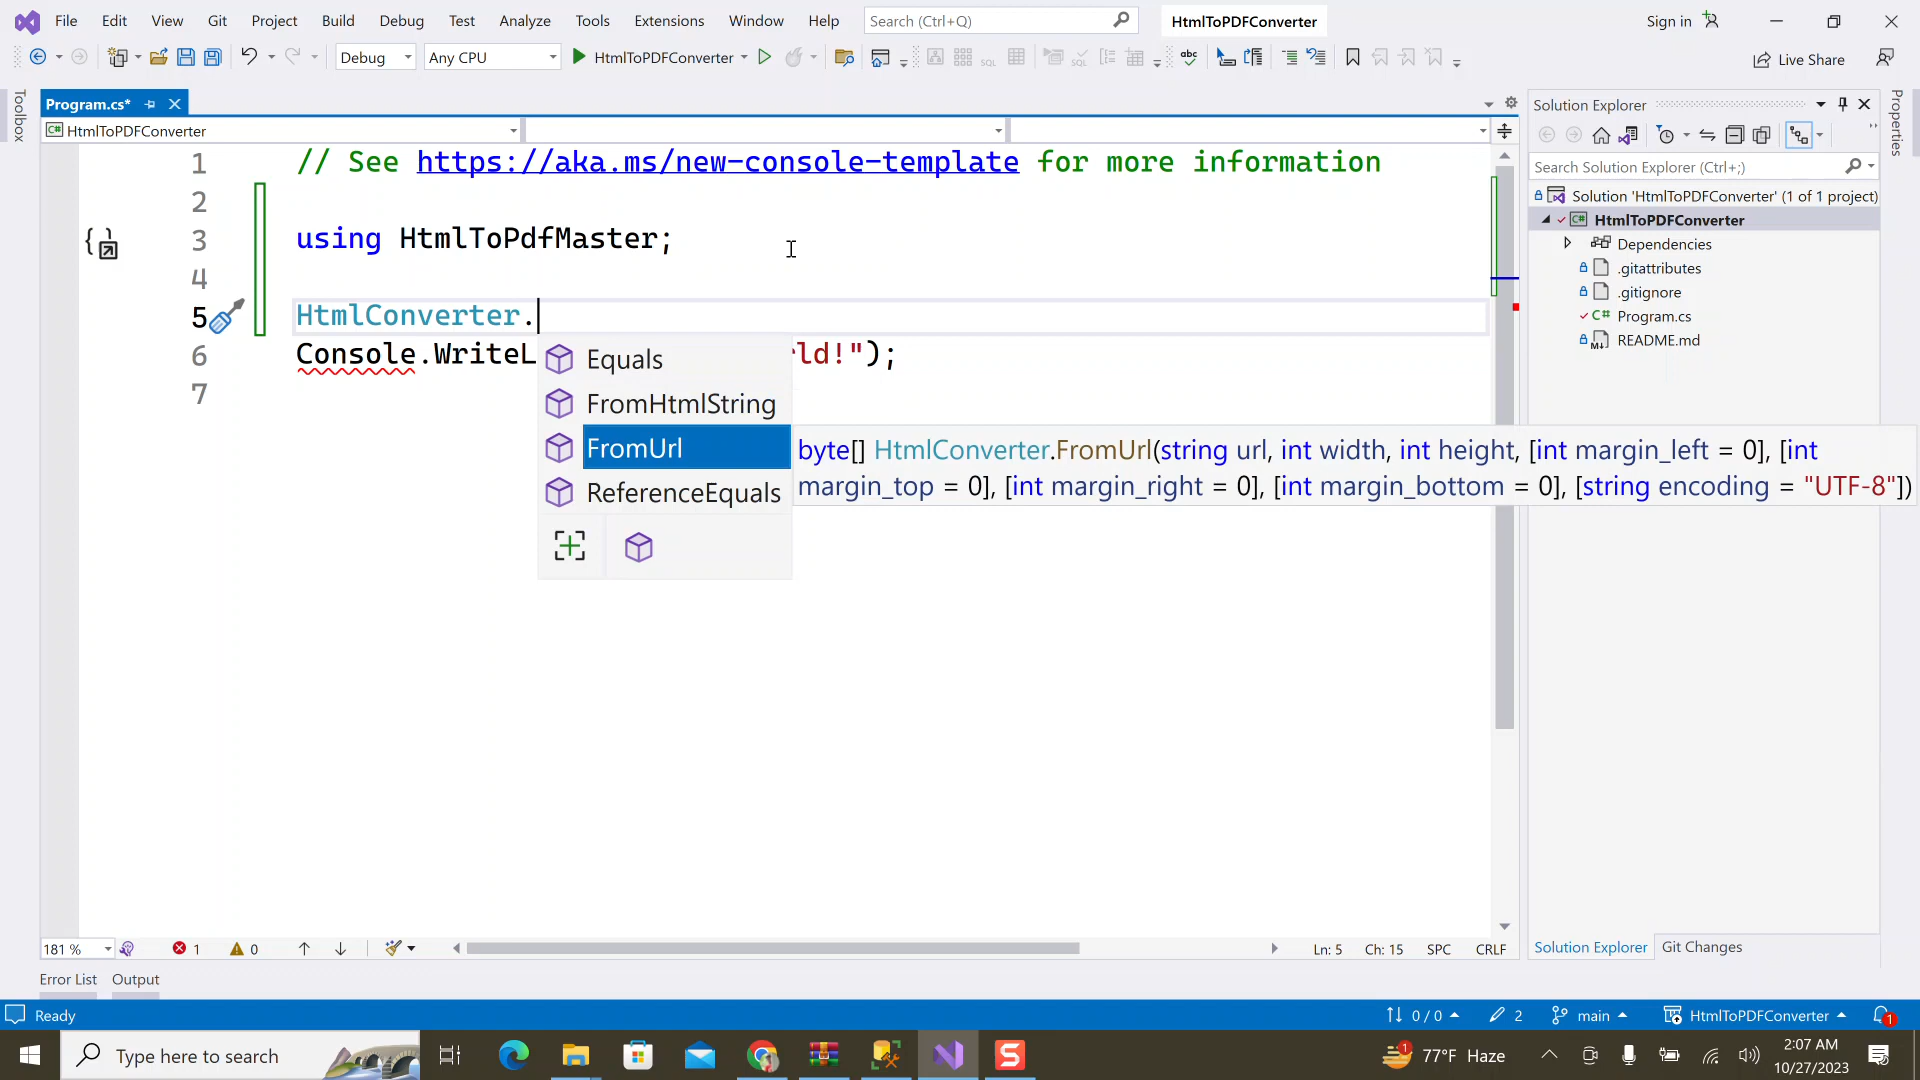 File Edit View Git Project Build Debug Test Analyze Tools Extensions Window Help Search (Ctrl+Q) HtmlToPDFConverter Sign in
Debug Any CPU HtmlToPDFConverter Live Share
Toolbox
Program.cs*
HtmlToPDFConverter
1 // See https://aka.ms/new-console-template for more information
2
3 using HtmlToPdfMaster;
4
5 HtmlConverter.
6 Console.WriteL rld!");
7
Equals
FromHtmlString
FromUrl
ReferenceEquals
byte[] HtmlConverter.FromUrl(string url, int width, int height, [int margin_left = 0], [int
margin_top = 0], [int margin_right = 0], [int margin_bottom = 0], [string encoding = "UTF-8"])
Solution Explorer
Search Solution Explorer (Ctrl+;)
Solution 'HtmlToPDFConverter' (1 of 1 project)
HtmlToPDFConverter
Dependencies
.gitattributes
.gitignore
C# Program.cs
README.md
Properties
181 % 1 0 Ln: 5 Ch: 15 SPC CRLF
Solution Explorer Git Changes
Error List Output
Ready 0 / 0 2 main HtmlToPDFConverter 1
Type here to search 1 77°F Haze 2:07 AM
10/27/2023